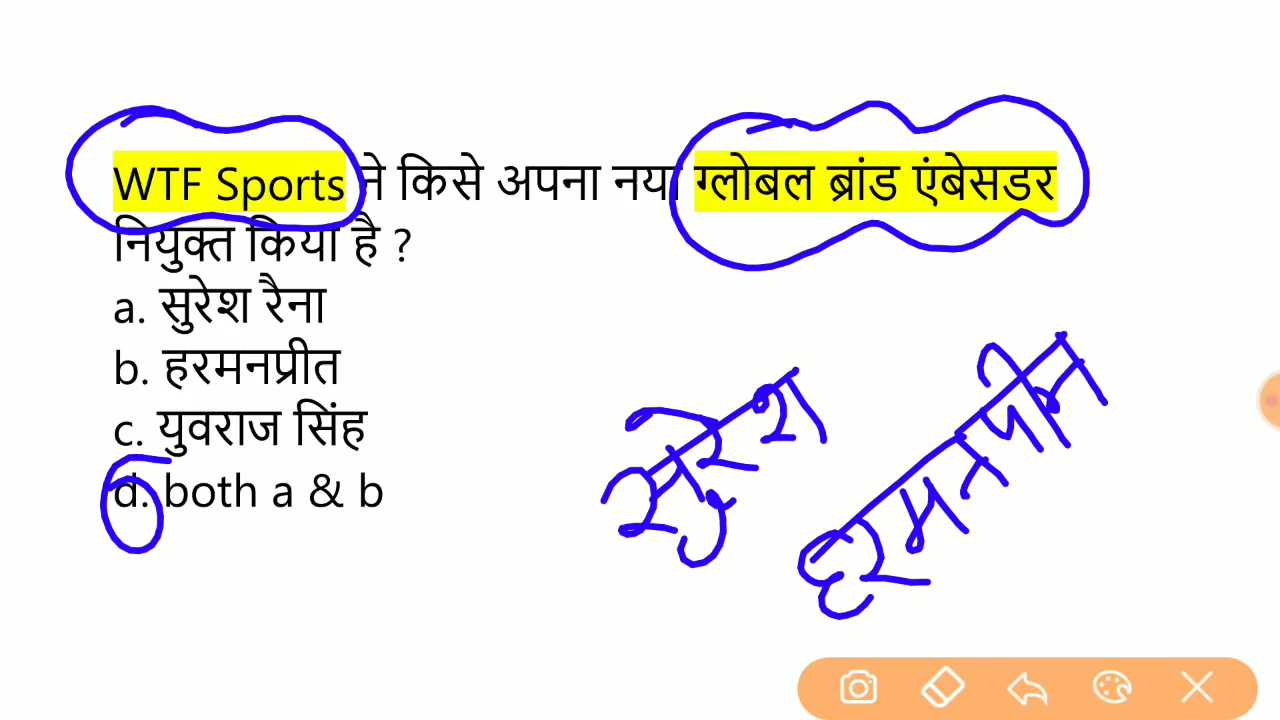 WTF Sports ने किसे अपना नया ग्लोबल ब्रांड एंबेसडर
नियुक्त किया है ?
a. सुरेश रैना
b. हरमनप्रीत
c. युवराज सिंह
d. both a & b
सुरेश
हरमनप्रीत